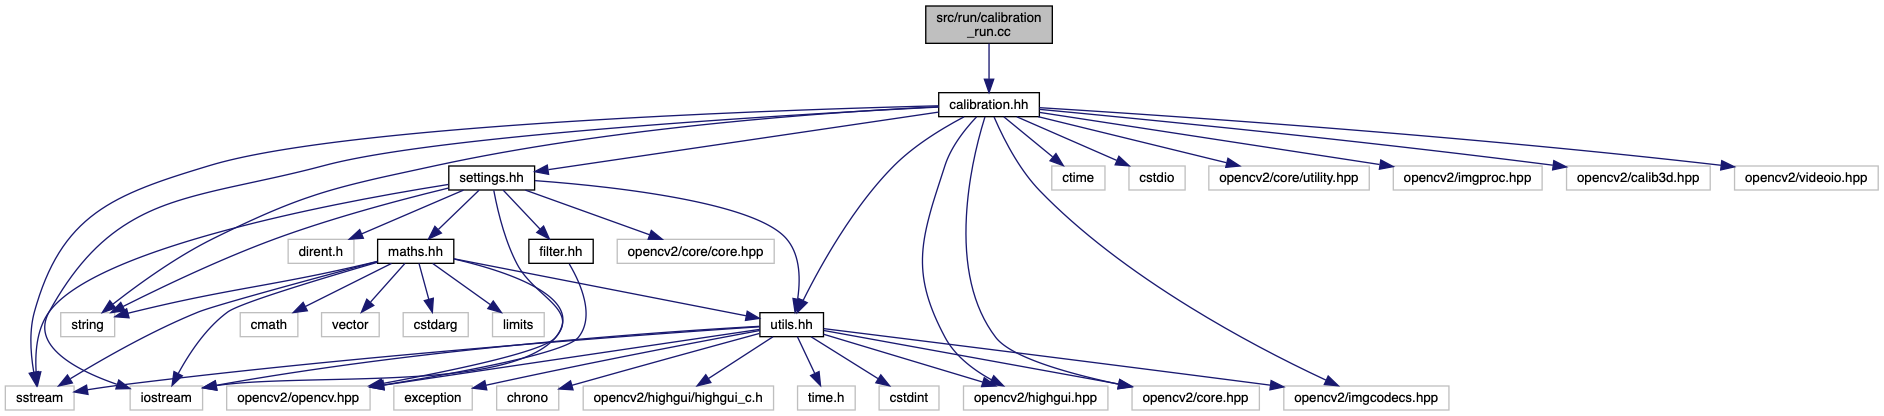 src/run/calibration
_run.cc
calibration.hh
settings.hh
ctime
cstdio
opencv2/core/utility.hpp
opencv2/imgproc.hpp
opencv2/calib3d.hpp
opencv2/videoio.hpp
dirent.h
maths.hh
filter.hh
opencv2/core/core.hpp
string
cmath
vector
cstdarg
limits
utils.hh
sstream
iostream
opencv2/opencv.hpp
exception
chrono
opencv2/highgui/highgui_c.h
time.h
cstdint
opencv2/highgui.hpp
opencv2/core.hpp
opencv2/imgcodecs.hpp